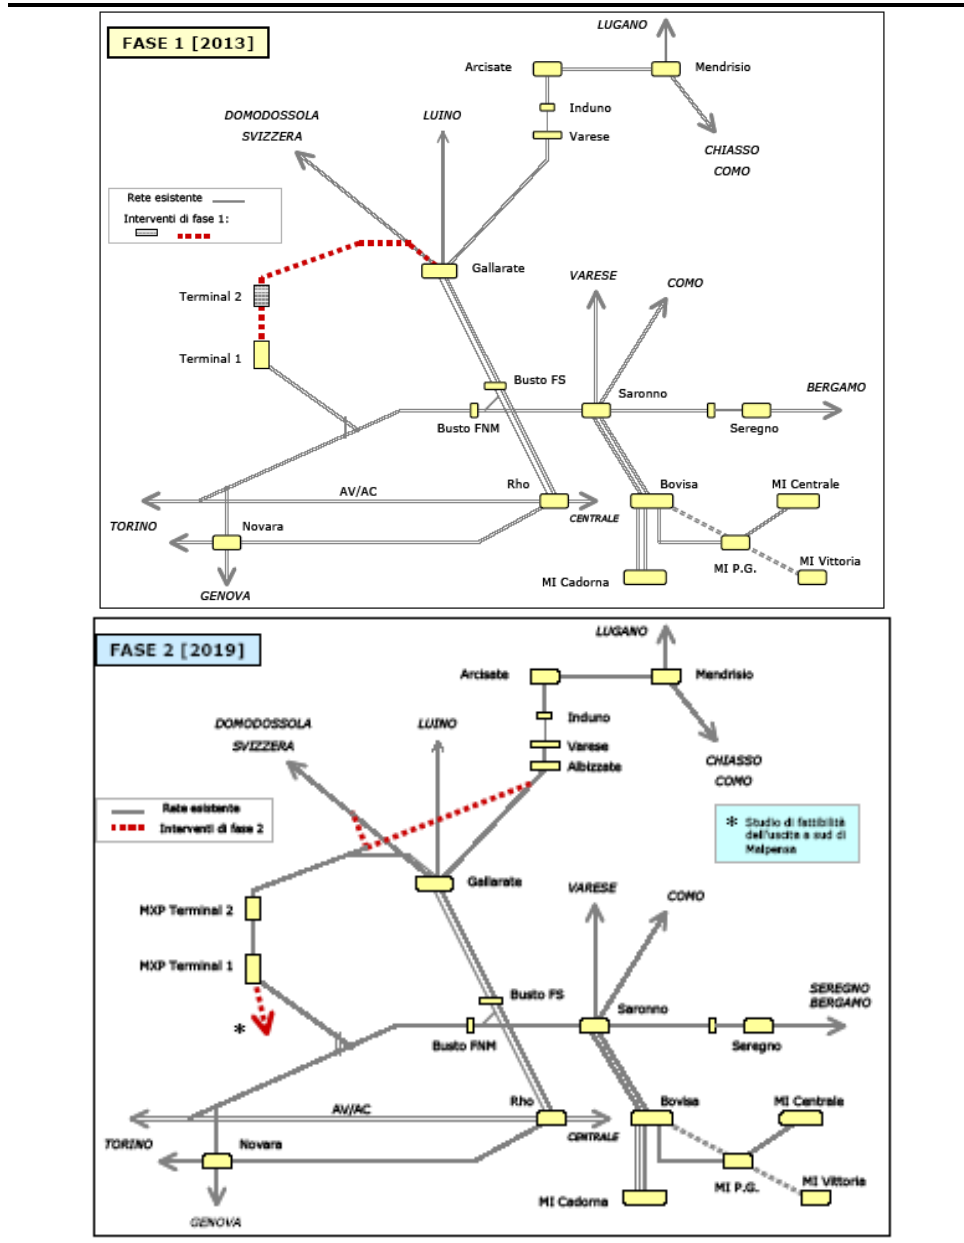 FASE 1 [2013]
LUGANO
Arcisate
Mendrisio
Induno
DOMODOSSOLA
SVIZZERA
LUINO
Varese
CHIASSO
COMO
Rete esistente
Interventi di fase 1:
Gallarate
VARESE
COMO
Terminal 2
Terminal 1
Busto FS
Saronno
BERGAMO
Busto FNM
Seregno
AV/AC
Rho
Bovisa
MI Centrale
TORINO
Novara
CENTRALE
MI P.G.
MI Vittoria
MI Cadorna
GENOVA
FASE 2 [2019]
LUGANO
Arcisate
Mendrisio
DOMODOSSOLA
SVIZZERA
LUINO
Induno
Varese
Albizzate
CHIASSO
COMO
Rete esistente
Interventi di fase 2
* Studio di fattibilità
dell'uscita a sud di
Malpensa
Gallarate
VARESE
COMO
MXP Terminal 2
MXP Terminal 1
Busto FS
Saronno
SEREGNO
BERGAMO
*
Busto FNM
Seregno
AV/AC
Rho
Bovisa
MI Centrale
TORINO
Novara
CENTRALE
MI P.G.
MI Vittoria
MI Cadorna
GENOVA